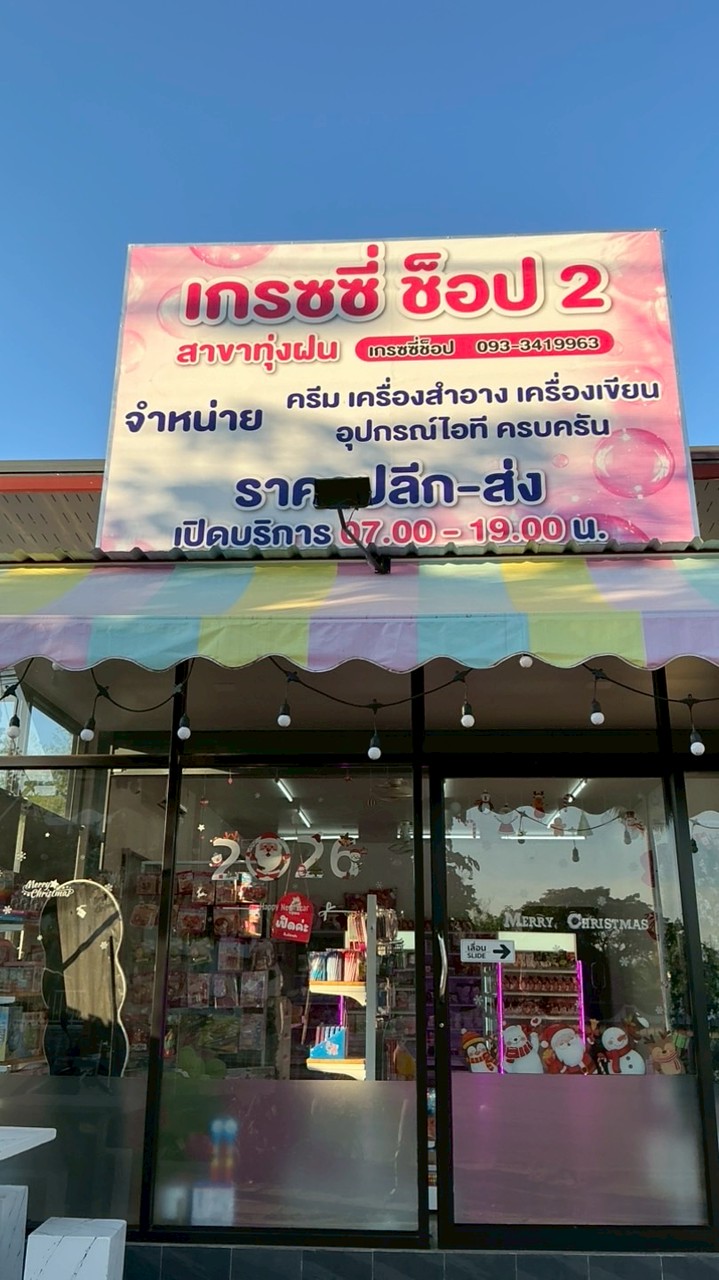 เกรซซี่ ช็อป 2
สาขาทุ่งฝน เกรซซี่ช็อป 093-3419963
จำหน่าย ครีม เครื่องสำอาง เครื่องเขียน
อุปกรณ์ไอที ครบครัน
ปลีก-ส่ง
เปิดบริการ 07.00 - 19.00 น.
2026
Merry Christmas
Happy New Year
เปิดค่ะ
MERRY CHRISTMAS
เลื่อน
SLIDE